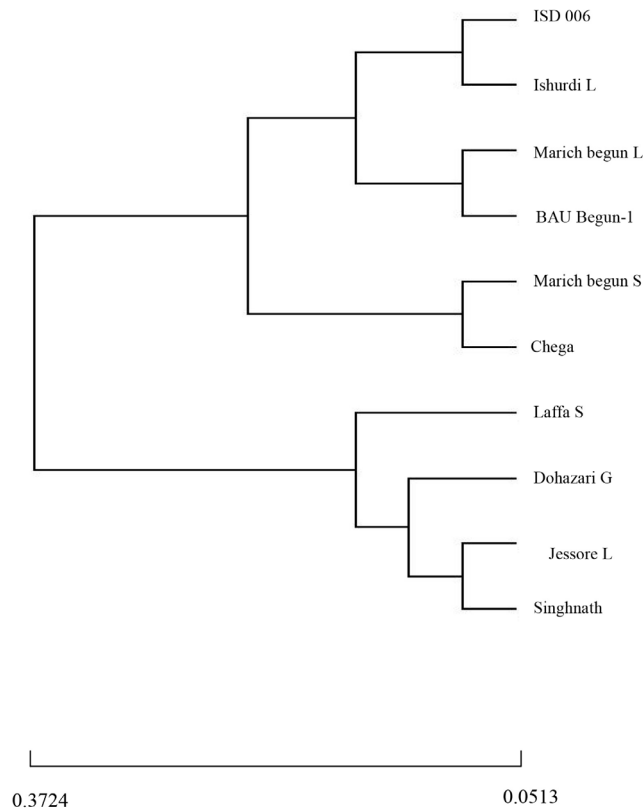 ISD 006
Ishurdi L
Marich begun L
BAU Begun-1
Marich begun S
Chega
Laffa S
Dohazari G
Jessore L
Singhnath
0.3724 0.0513